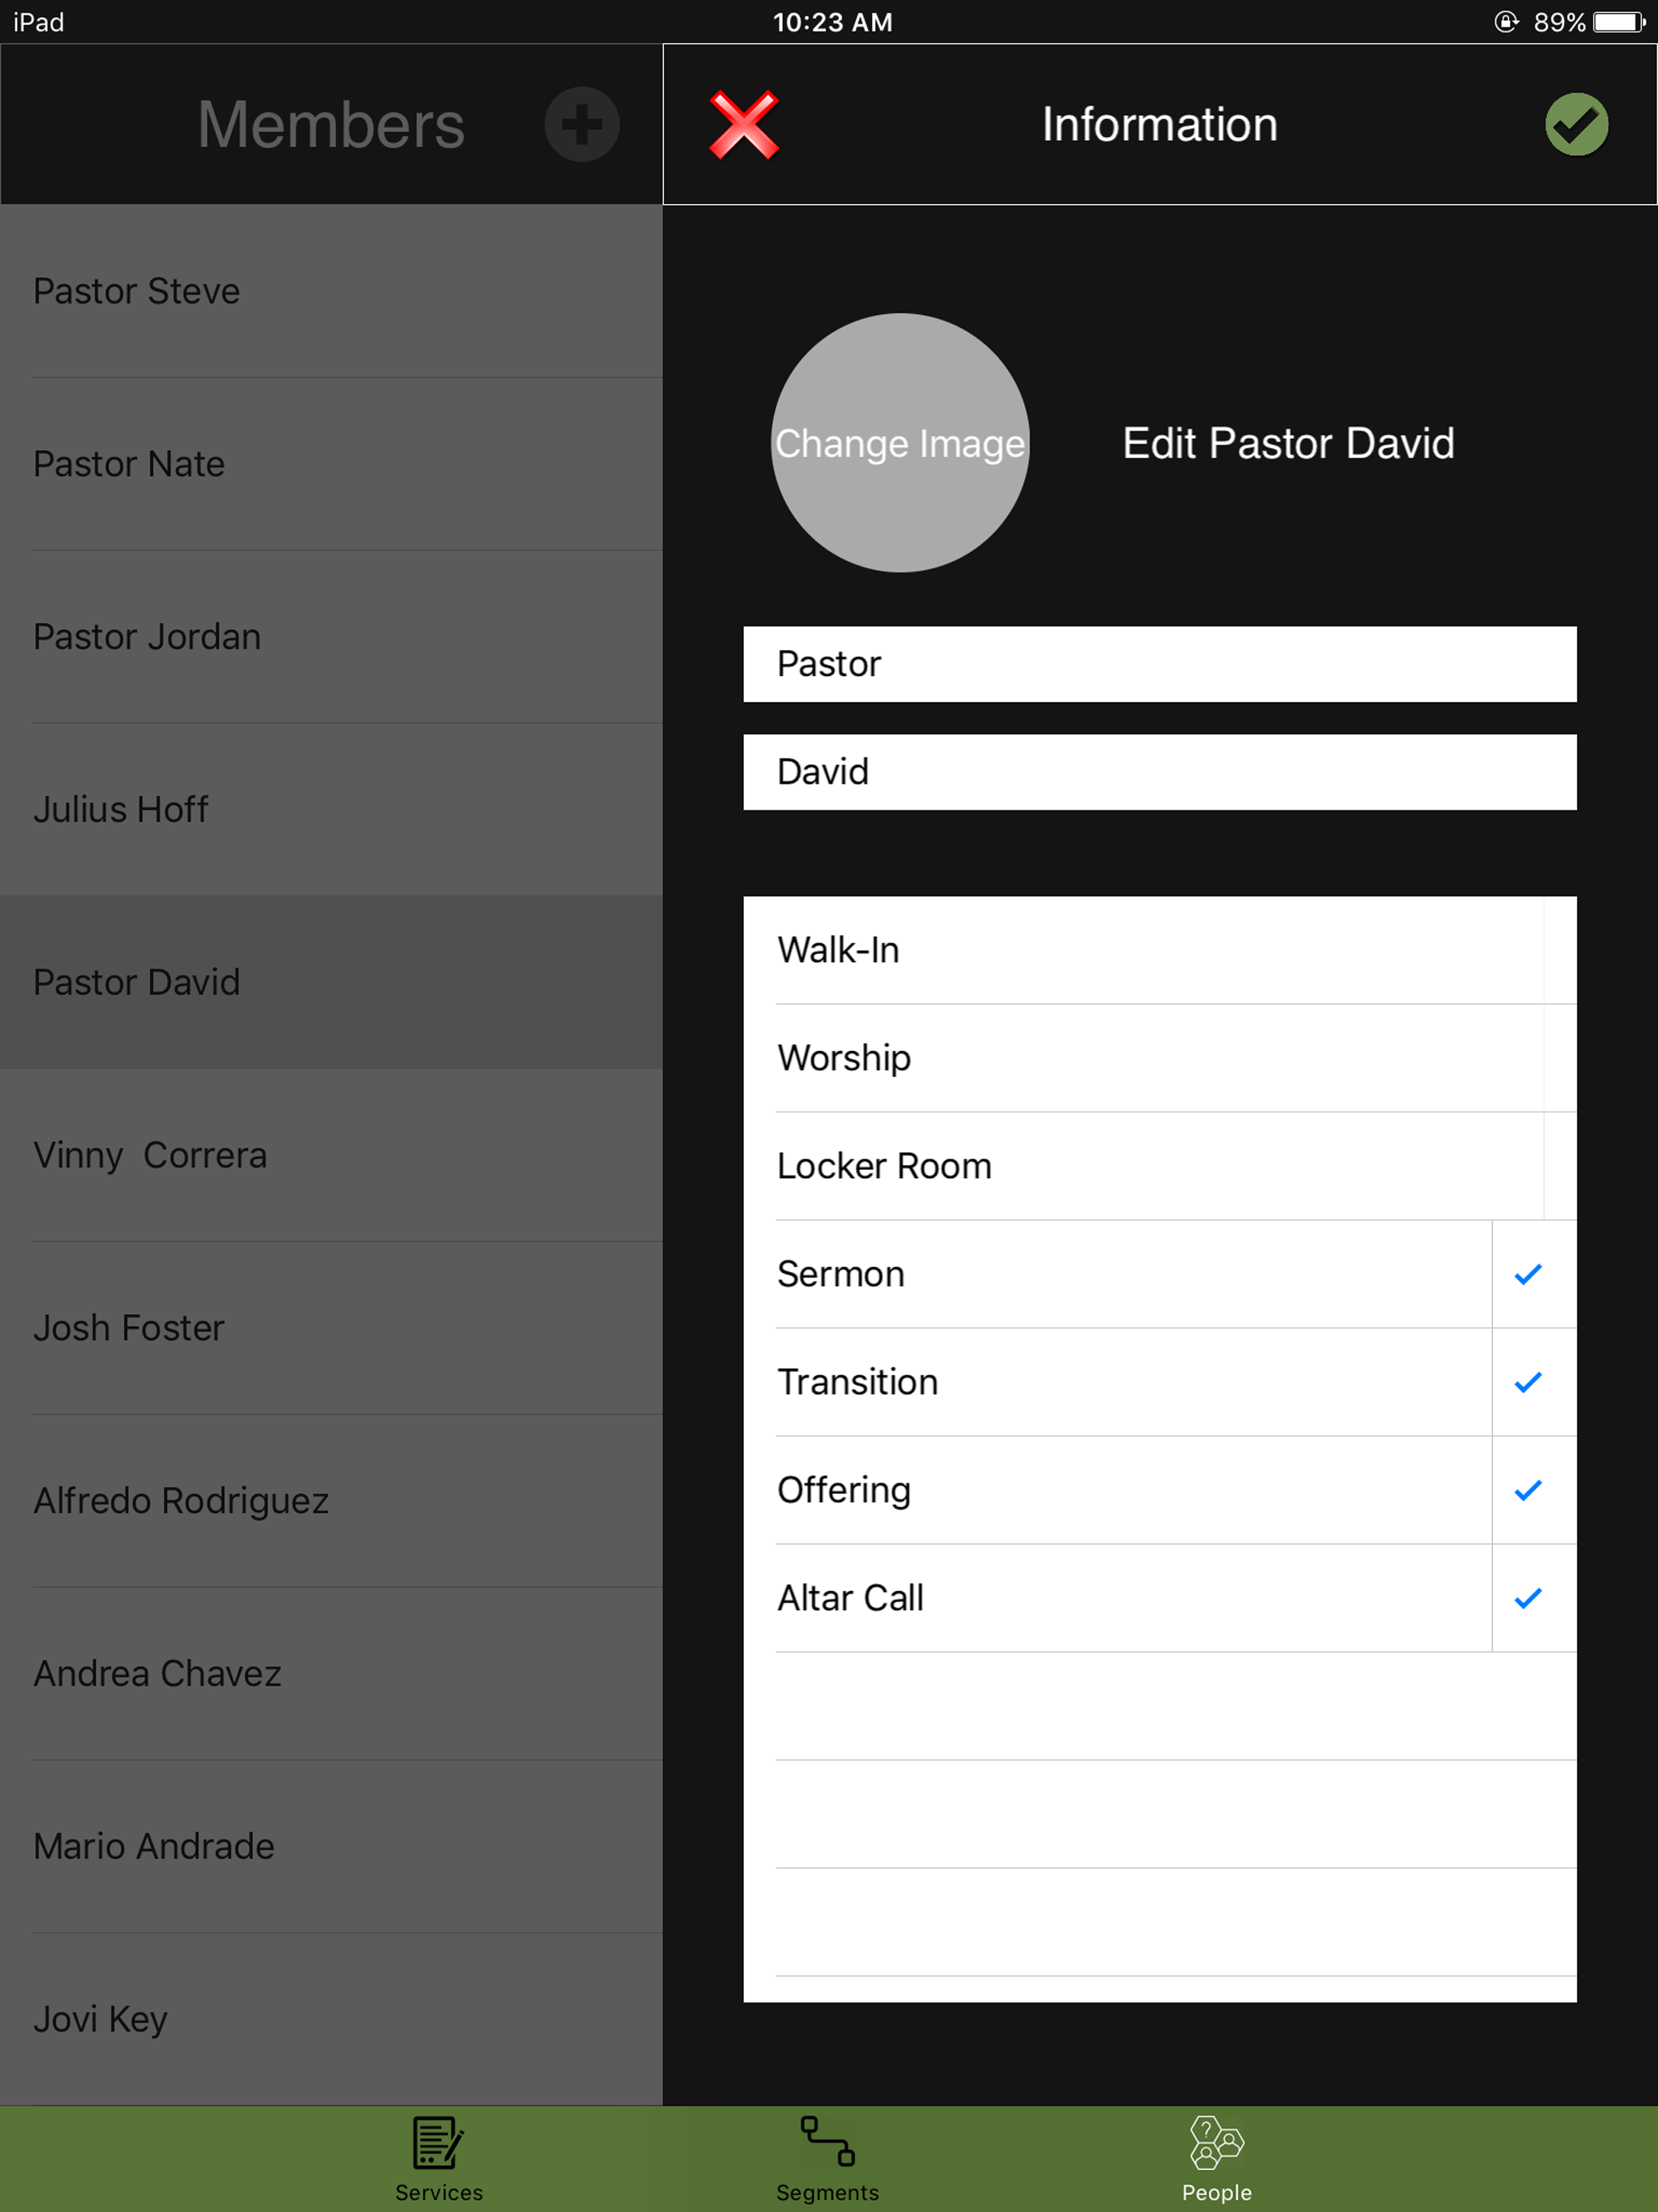 iPad 10:23 AM 89%
Members
Information
Pastor Steve
Pastor Nate
Pastor Jordan
Julius Hoff
Pastor David
Vinny  Correra
Josh Foster
Alfredo Rodriguez
Andrea Chavez
Mario Andrade
Jovi Key
Change Image
Edit Pastor David
Pastor
David
Walk-In
Worship
Locker Room
Sermon
Transition
Offering
Altar Call
Services
Segments
?
People